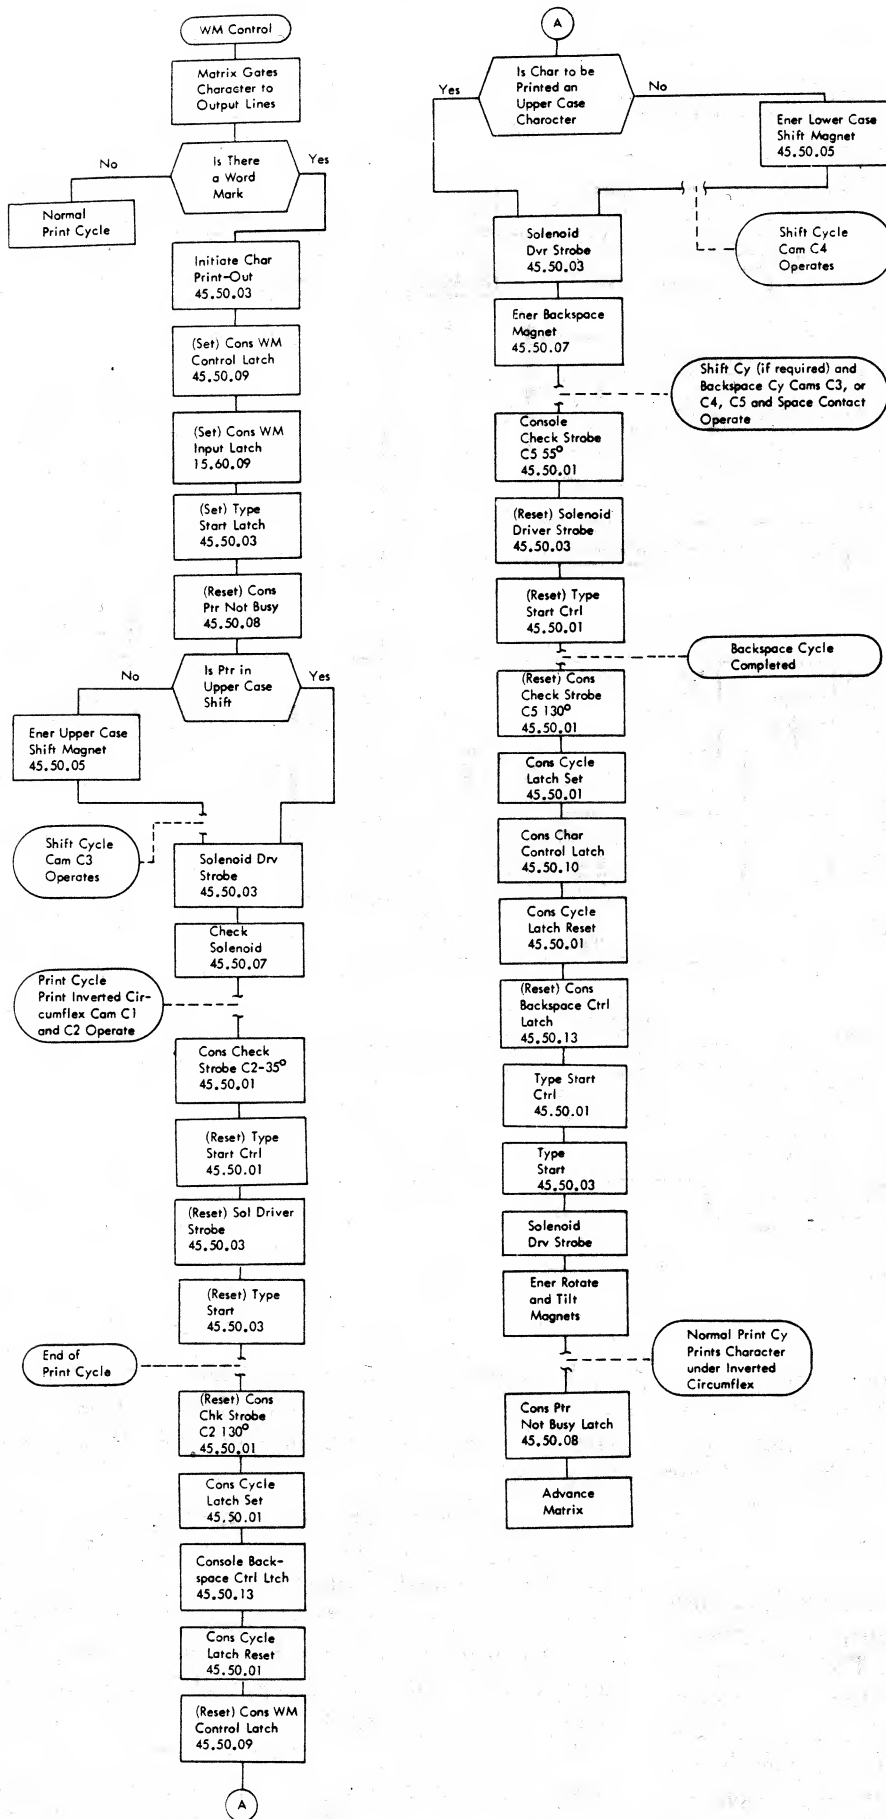 WM Control
Matrix Gates
Character to
Output Lines
Is There
a Word
Mark
No
Yes
Normal
Print Cycle
Initiate Char
Print-Out
45.50.03
(Set) Cons WM
Control Latch
45.50.09
(Set) Cons WM
Input Latch
15.60.09
(Set) Type
Start Latch
45.50.03
(Reset) Cons
Ptr Not Busy
45.50.08
Is Ptr in
Upper Case
Shift
No
Yes
Ener Upper Case
Shift Magnet
45.50.05
Shift Cycle
Cam C3
Operates
Solenoid Drv
Strobe
45.50.03
Check
Solenoid
45.50.07
Print Cycle
Print Inverted Cir-
cumflex Cam C1
and C2 Operate
Cons Check
Strobe C2-35°
45.50.01
(Reset) Type
Start Ctrl
45.50.01
(Reset) Sol Driver
Strobe
45.50.03
(Reset) Type
Start
45.50.03
End of
Print Cycle
(Reset) Cons
Chk Strobe
C2 130°
45.50.01
Cons Cycle
Latch Set
45.50.01
Console Back-
space Ctrl Ltch
45.50.13
Cons Cycle
Latch Reset
45.50.01
(Reset) Cons WM
Control Latch
45.50.09
A
A
Is Char to be
Printed an
Upper Case
Charocter
Yes
No
Ener Lower Case
Shift Magnet
45.50.05
Shift Cycle
Cam C4
Operates
Solenoid
Dvr Strobe
45.50.03
Ener Backspace
Magnet
45.50.07
Shift Cy (if required) and
Backspace Cy Cams C3, or
C4, C5 and Space Contact
Operate
Console
Check Strobe
C5 55°
45.50.01
(Reset) Solenoid
Driver Strobe
45.50.03
(Reset) Type
Start Ctrl
45.50.01
Backspace Cycle
Completed
(Reset) Cons
Check Strobe
C5 130°
45.50.01
Cons Cycle
Latch Set
45.50.01
Cons Char
Control Latch
45.50.10
Cons Cycle
Latch Reset
45.50.01
(Reset) Cons
Backspace Ctrl
Latch
45.50.13
Type Start
Ctrl
45.50.01
Type
Start
45.50.03
Solenoid
Drv Strobe
Ener Rotate
and Tilt
Magnets
Normal Print Cy
Prints Character
under Inverted
Circumflex
Cons Ptr
Not Busy Latch
45.50.08
Advance
Matrix